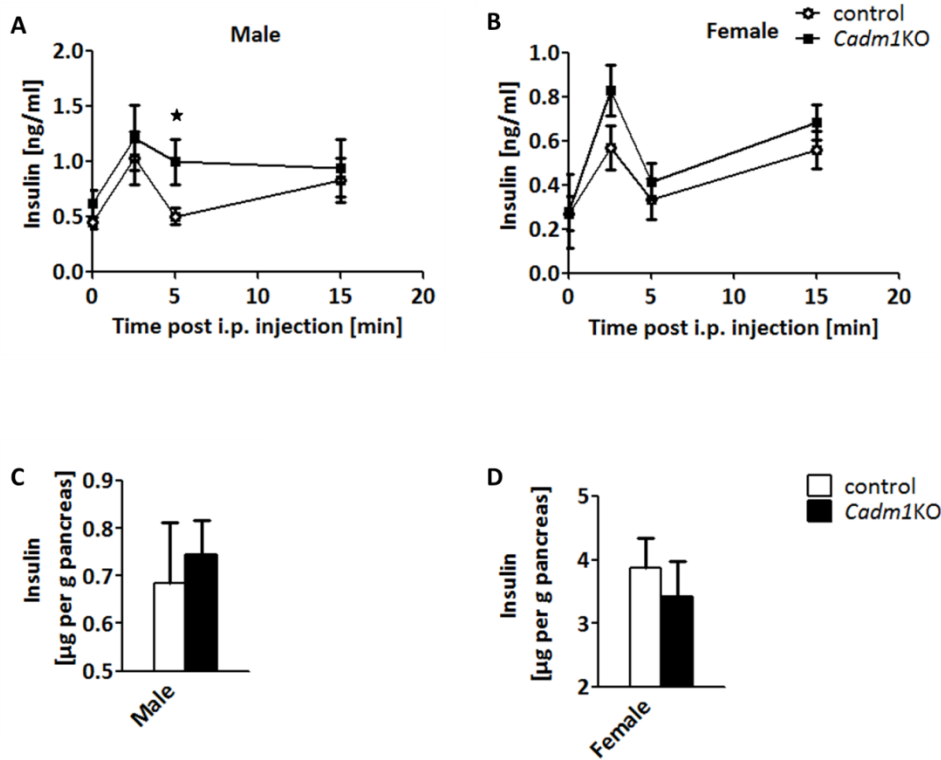 A
Male
2.0
1.5
1.0
0.5
0.0
Insulin [ng/ml]
★
0
5
10
15
20
Time post i.p. injection [min]
B
Female
control
Cadm1KO
1.0
0.8
0.6
0.4
0.2
0.0
Insulin [ng/ml]
0
5
10
15
20
Time post i.p. injection [min]
C
Insulin
[µg per g pancreas]
0.9
0.8
0.7
0.6
0.5
Male
D
Insulin
[µg per g pancreas]
5
4
3
2
Female
control
Cadm1KO